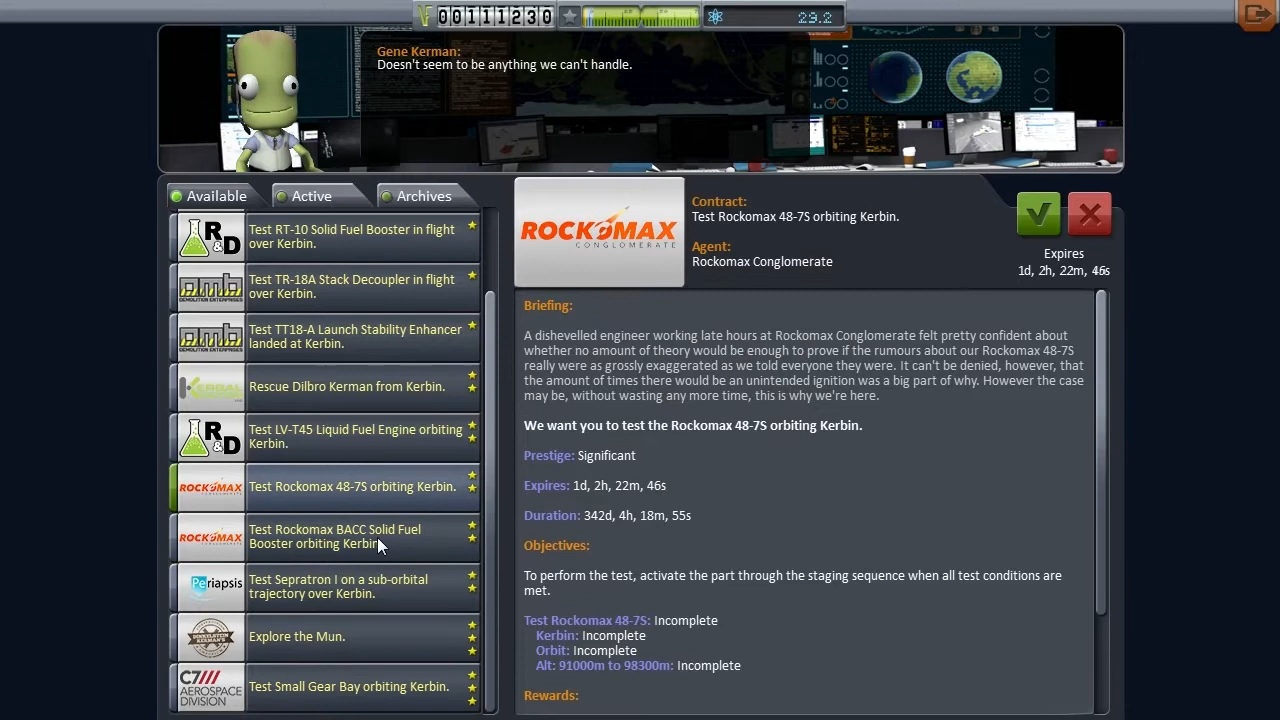 00111230
29.2
Gene Kerman:
Doesn't seem to be anything we can't handle.
Available
Active
Archives
R&D
Test RT-10 Solid Fuel Booster in flight
over Kerbin.
Test TR-18A Stack Decoupler in flight
over Kerbin.
Test TT18-A Launch Stability Enhancer
landed at Kerbin.
Rescue Dilbro Kerman from Kerbin.
R&D
Test LV-T45 Liquid Fuel Engine orbiting
Kerbin.
ROCKOMAX
Test Rockomax 48-7S orbiting Kerbin.
ROCKOMAX
Test Rockomax BACC Solid Fuel
Booster orbiting Kerbin.
Periapsis
Test Sepratron I on a sub-orbital
trajectory over Kerbin.
Explore the Mun.
C7///
AEROSPACE
DIVISION
Test Small Gear Bay orbiting Kerbin.
ROCKOMAX
CONGLOMERATE
Contract:
Test Rockomax 48-7S orbiting Kerbin.
Agent:
Rockomax Conglomerate
Expires
1d, 2h, 22m, 46s
Briefing:
A dishevelled engineer working late hours at Rockomax Conglomerate felt pretty confident about
whether no amount of theory would be enough to prove if the rumours about our Rockomax 48-7S
really were as grossly exaggerated as we told everyone they were. It can't be denied, however, that
the amount of times there would be an unintended ignition was a big part of why. However the case
may be, without wasting any more time, this is why we're here.
We want you to test the Rockomax 48-7S orbiting Kerbin.
Prestige: Significant
Expires: 1d, 2h, 22m, 46s
Duration: 342d, 4h, 18m, 55s
Objectives:
To perform the test, activate the part through the staging sequence when all test conditions are
met.
Test Rockomax 48-7S: Incomplete
Kerbin: Incomplete
Orbit: Incomplete
Alt: 91000m to 98300m: Incomplete
Rewards: